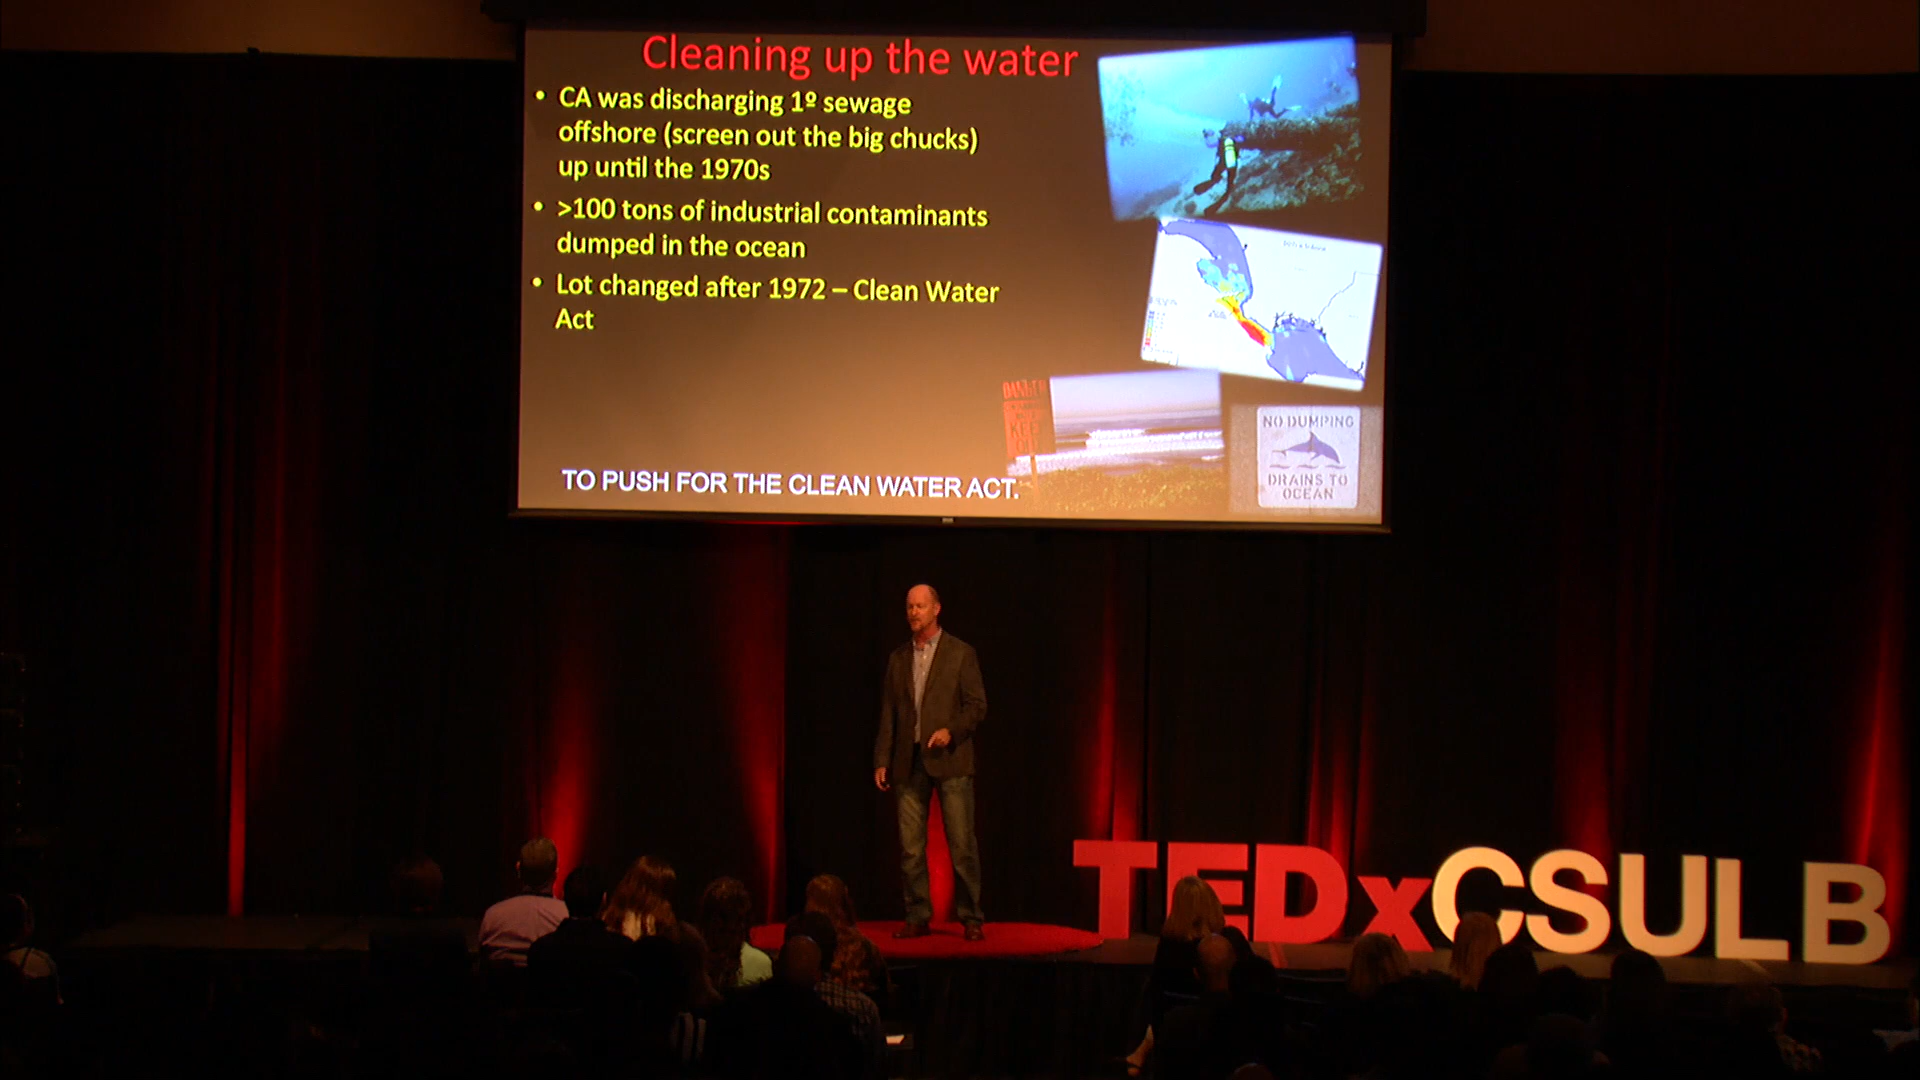 Cleaning up the water
• CA was discharging 1º sewage
offshore (screen out the big chucks)
up until the 1970s
• >100 tons of industrial contaminants
dumped in the ocean
• Lot changed after 1972 – Clean Water
Act
DANGER
KEE
NO DUMPING
DRAINS TO
OCEAN
TO PUSH FOR THE CLEAN WATER ACT.
TEDxCSULB